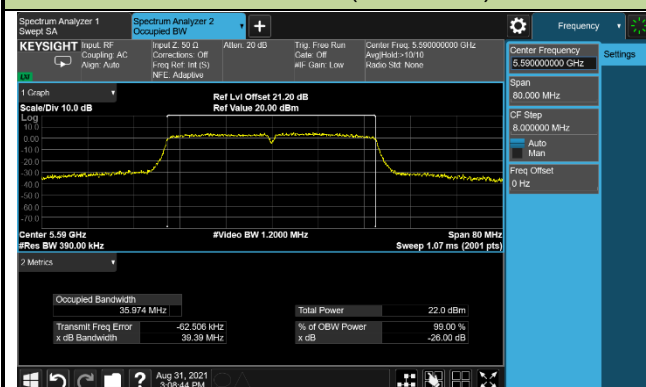 Spectrum Analyzer 1
Swept SA
Spectrum Analyzer 2
Occupied BW
+
Frequency
KEYSIGHT
Input: RF
Coupling: AC
Align: Auto
Input Z: 50 Ω
Corrections: Off
Freq Ref: Int (S)
NFE: Adaptive
Atten: 20 dB
Trig: Free Run
Gate: Off
#IF Gain: Low
Center Freq: 5.590000000 GHz
Avg|Hold:>10/10
Radio Std: None
Center Frequency
5.590000000 GHz
Settings
Span
80.000 MHz
CF Step
8.000000 MHz
Auto
Man
Freq Offset
0 Hz
1 Graph
Scale/Div 10.0 dB
Ref Lvl Offset 21.20 dB
Ref Value 20.00 dBm
Log
10.0
0.00
-10.0
-20.0
-30.0
-40.0
-50.0
-60.0
-70.0
Center 5.59 GHz
#Res BW 390.00 kHz
#Video BW 1.2000 MHz
Span 80 MHz
Sweep 1.07 ms (2001 pts)
2 Metrics
Occupied Bandwidth
35.974 MHz
Total Power 22.0 dBm
Transmit Freq Error -62.506 kHz
% of OBW Power 99.00 %
x dB Bandwidth 39.39 MHz
x dB -26.00 dB
Aug 31, 2021
3:08:44 PM